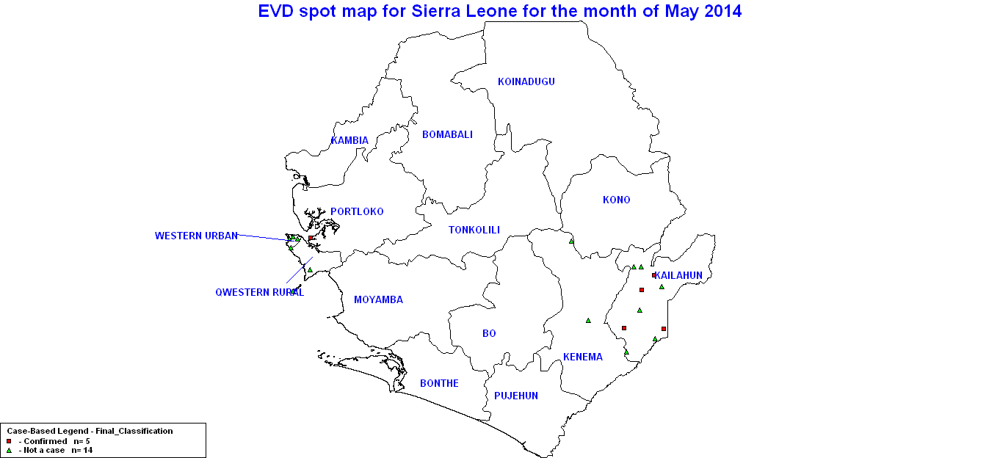 EVD spot map for Sierra Leone for the month of May 2014
KOINADUGU
BOMABALI
KAMBIA
KONO
PORTLOKO
TONKOLILI
WESTERN URBAN
KAILAHUN
QWESTERN RURAL
MOYAMBA
BO
KENEMA
BONTHE
PUJEHUN
Case-Based Legend - Final_Classification
- Confirmed n= 5
- Not a case n= 14